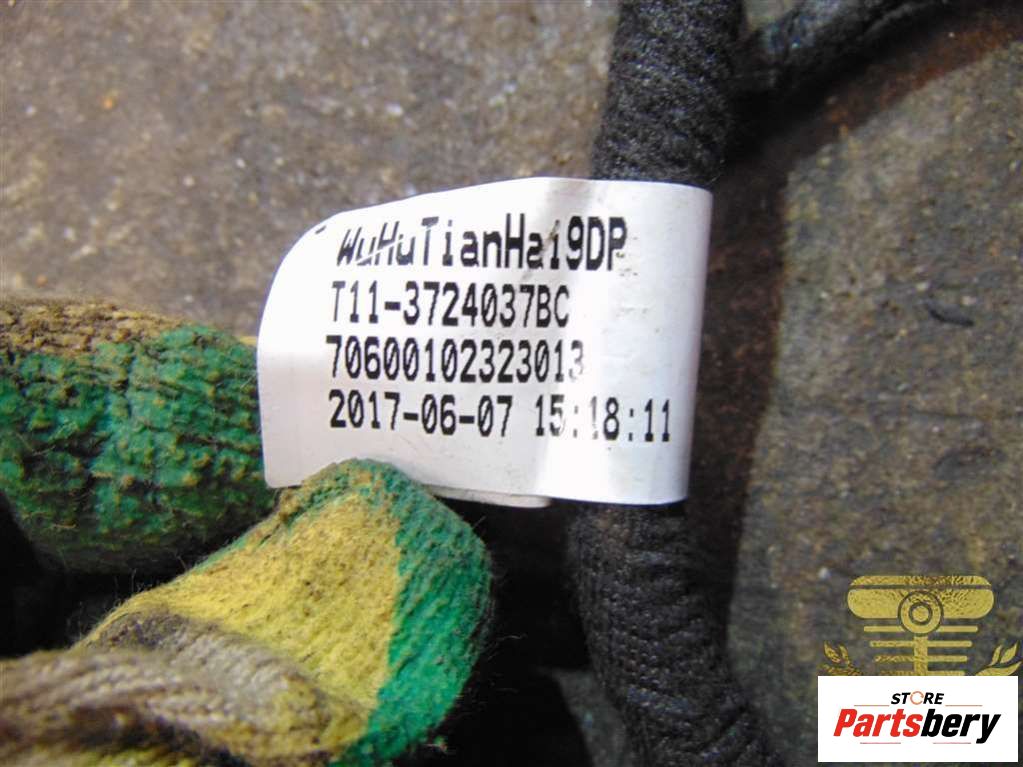 WuHuTianHai9DP
T11-3724037BC
70600102323013
2017-06-07 15:18:11
STORE
Partsbery